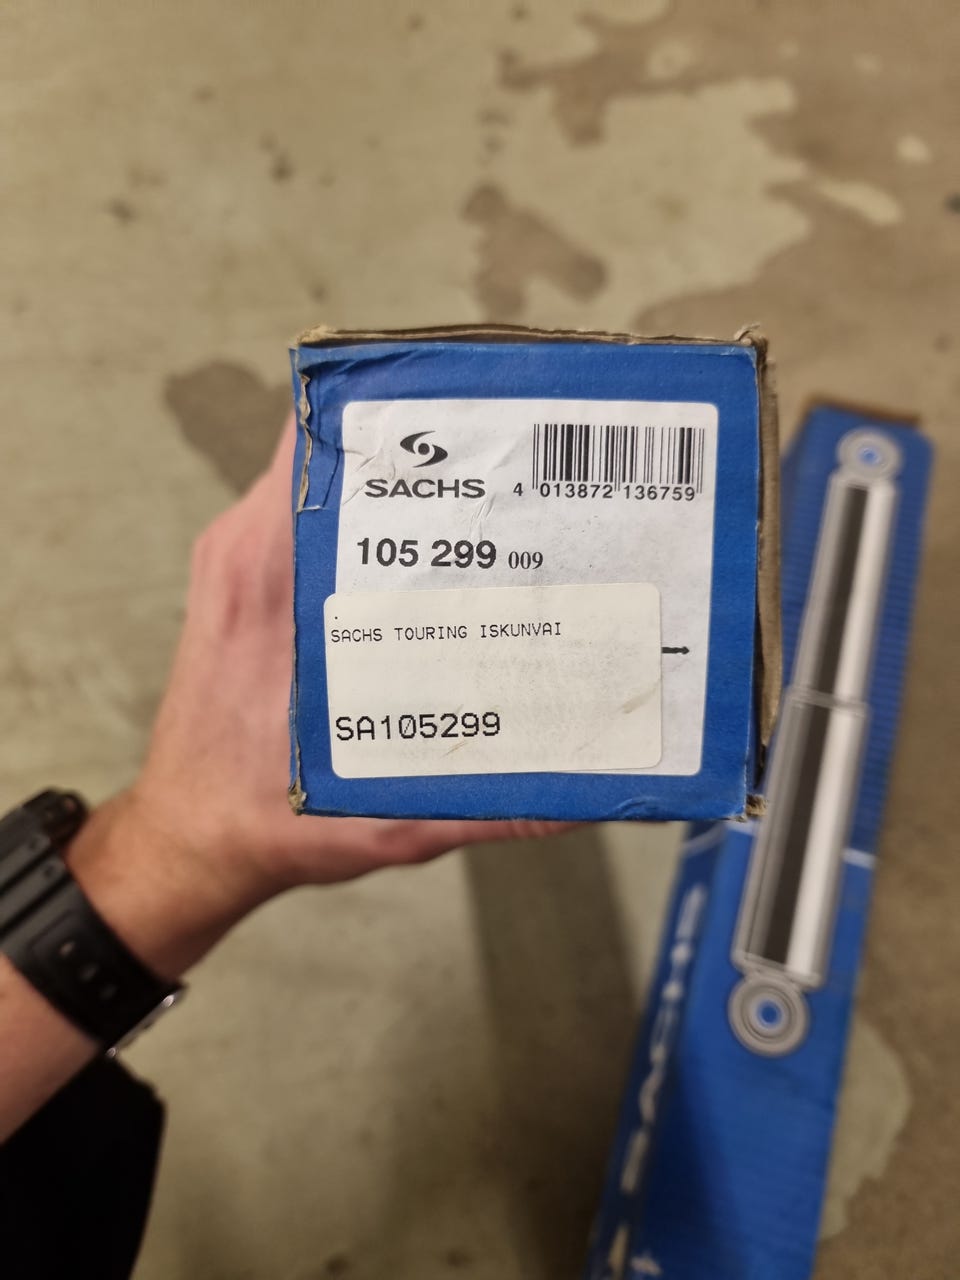 SACHS
4 013872 136759
105 299 009
SACHS TOURING ISKUNVAI
SA105299